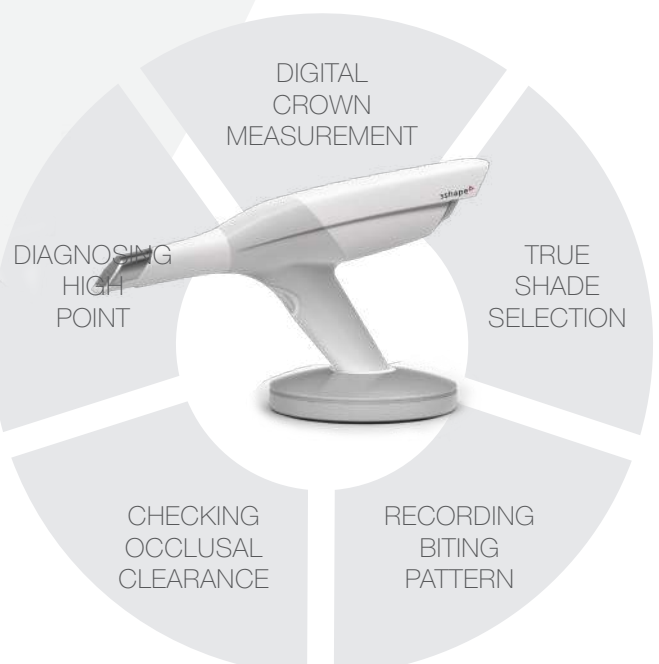 DIGITAL
CROWN
MEASUREMENT
3shape
DIAGNOSING
HIGH
POINT
TRUE
SHADE
SELECTION
CHECKING
OCCLUSAL
CLEARANCE
RECORDING
BITING
PATTERN